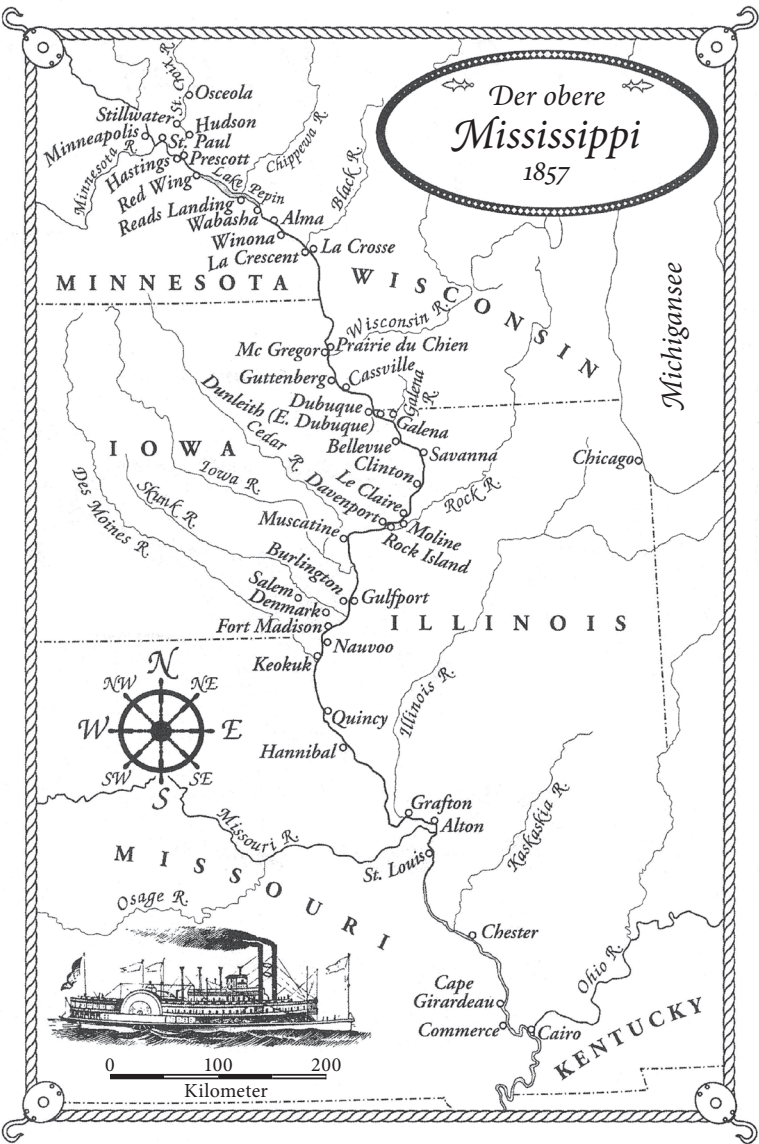 Der obere
Mississippi
1857
St. Croix R.
Osceola
Stillwater
Hudson
Minneapolis
St. Paul
Minnesota R.
Hastings
Prescott
Red Wing
Lake Pepin
Chippewa R.
Black R.
Reads Landing
Wabasha
Alma
Winona
La Crosse
La Crescent
MINNESOTA
WISCONSIN
Michigansee
Wisconsin R.
Mc Gregor
Prairie du Chien
Guttenberg
Cassville
Galena R.
Dubuque
Dunleith (E. Dubuque)
Galena
Cedar R.
Bellevue
Savanna
IOWA
Clinton
Chicago
Iowa R.
Le Claire
Rock R.
Des Moines R.
Skunk R.
Davenport
Moline
Rock Island
Muscatine
Burlington
Salem
Gulfport
Denmark
Fort Madison
ILLINOIS
Nauvoo
Keokuk
N
NW
NE
W
E
SW
SE
S
Illinois R.
Quincy
Hannibal
Grafton
Alton
Kaskaskia R.
Missouri R.
MISSOURI
St. Louis
Osage R.
Chester
Ohio R.
Cape
Girardeau
Commerce
Cairo
KENTUCKY
0 100 200
Kilometer